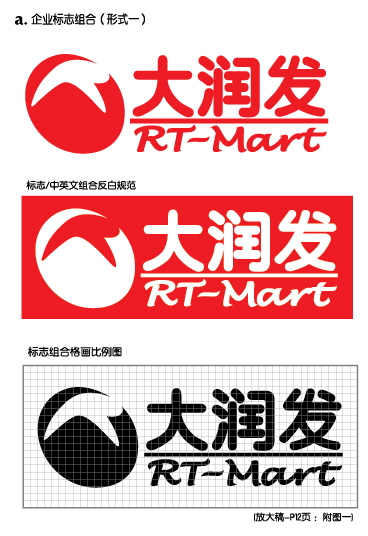 a. 企业标志组合（形式一）
大润发
RT-Mart
标志/中英文组合反白规范
大润发
RT-Mart
标志组合格画比例图
大润发
RT-Mart
(放大稿-P12页： 附图一)